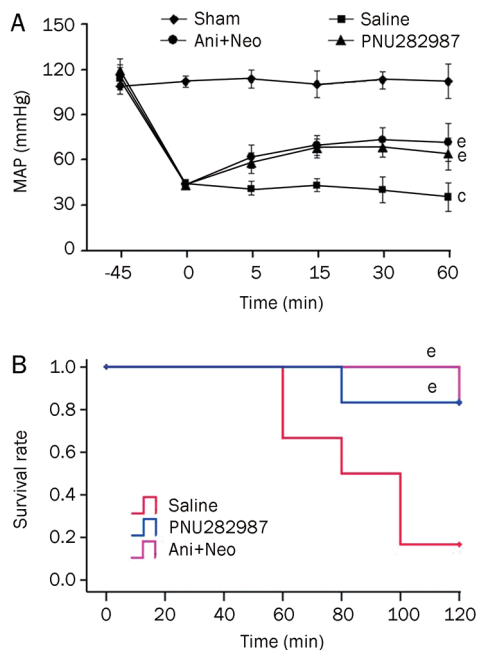 A
Sham
Saline
Ani+Neo
PNU282987
150
120
90
60
30
0
MAP (mmHg)
e
e
c
-45 0 5 15 30 60
Time (min)
B
e
e
1.0
0.8
0.6
0.4
0.2
0.0
Survival rate
Saline
PNU282987
Ani+Neo
0 20 40 60 80 100 120
Time (min)